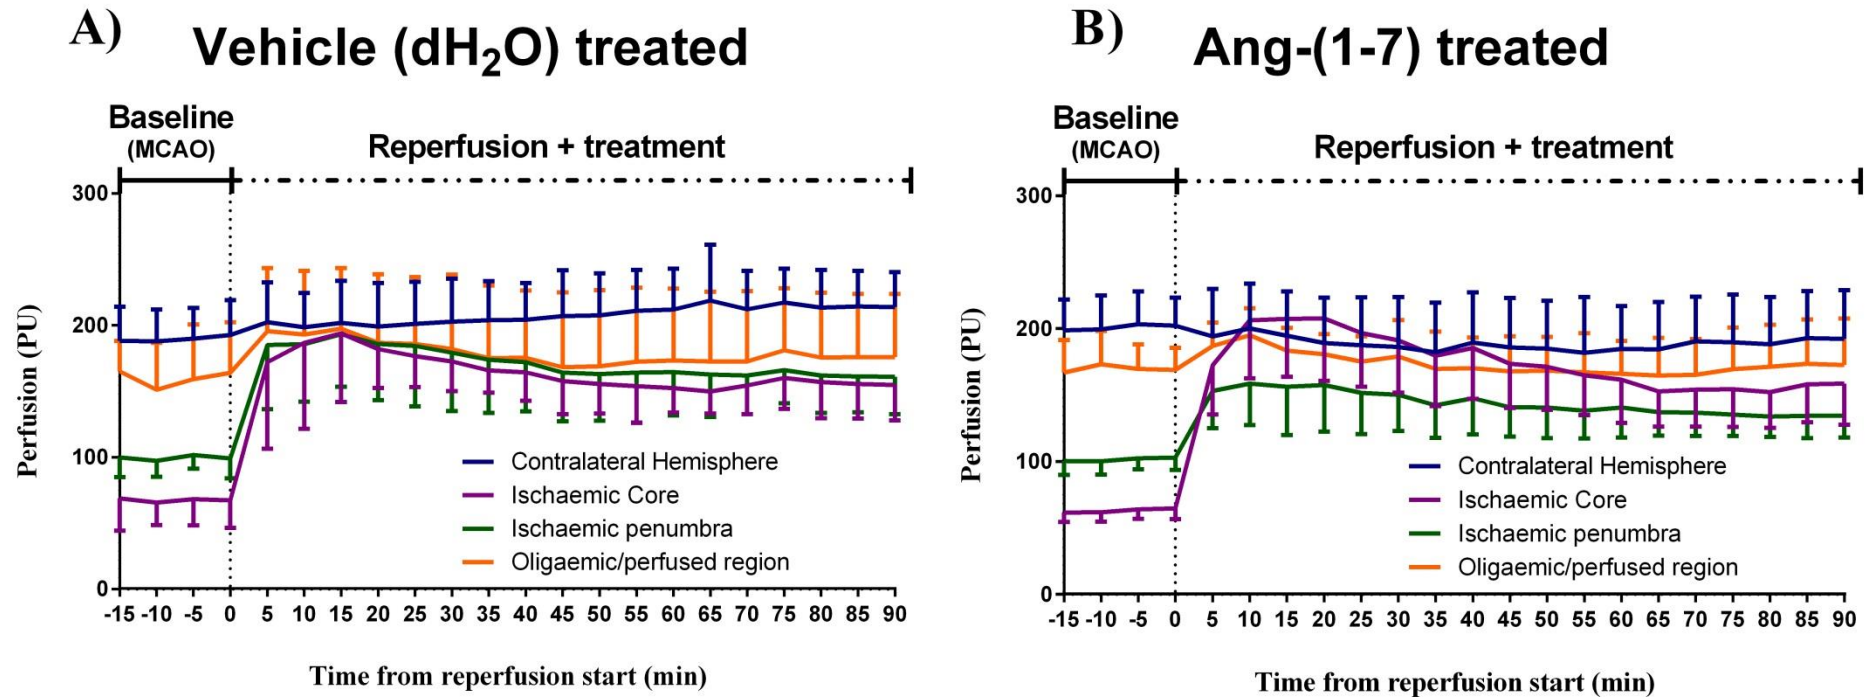 A)
Vehicle (dH₂O) treated
Baseline
(MCAO)
Reperfusion + treatment
300
200
100
0
Perfusion (PU)
Contralateral Hemisphere
Ischaemic Core
Ischaemic penumbra
Oligaemic/perfused region
-15 -10 -5 0 5 10 15 20 25 30 35 40 45 50 55 60 65 70 75 80 85 90
Time from reperfusion start (min)
B)
Ang-(1-7) treated
Baseline
(MCAO)
Reperfusion + treatment
300
200
100
0
Perfusion (PU)
Contralateral Hemisphere
Ischaemic Core
Ischaemic penumbra
Oligaemic/perfused region
-15 -10 -5 0 5 10 15 20 25 30 35 40 45 50 55 60 65 70 75 80 85 90
Time from reperfusion start (min)